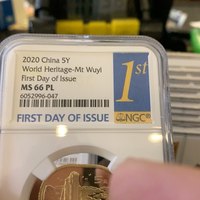 2020 China 5Y
World Heritage-Mt Wuyi
First Day of Issue
MS 66 PL
6052996-047
1st
FIRST DAY OF ISSUE
NGC